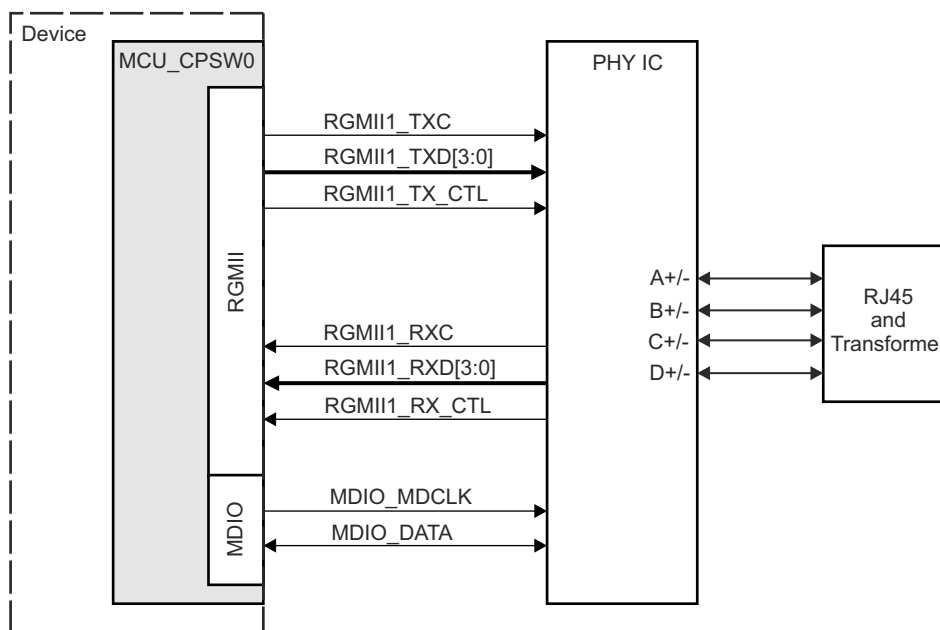 Device
MCU_CPSW0
PHY IC
RGMII1_TXC
RGMII1_TXD[3:0]
RGMII1_TX_CTL
RGMII
A+/-
B+/-
C+/-
D+/-
RJ45
and
Transforme
RGMII1_RXC
RGMII1_RXD[3:0]
RGMII1_RX_CTL
MDIO
MDIO_MDCLK
MDIO_DATA